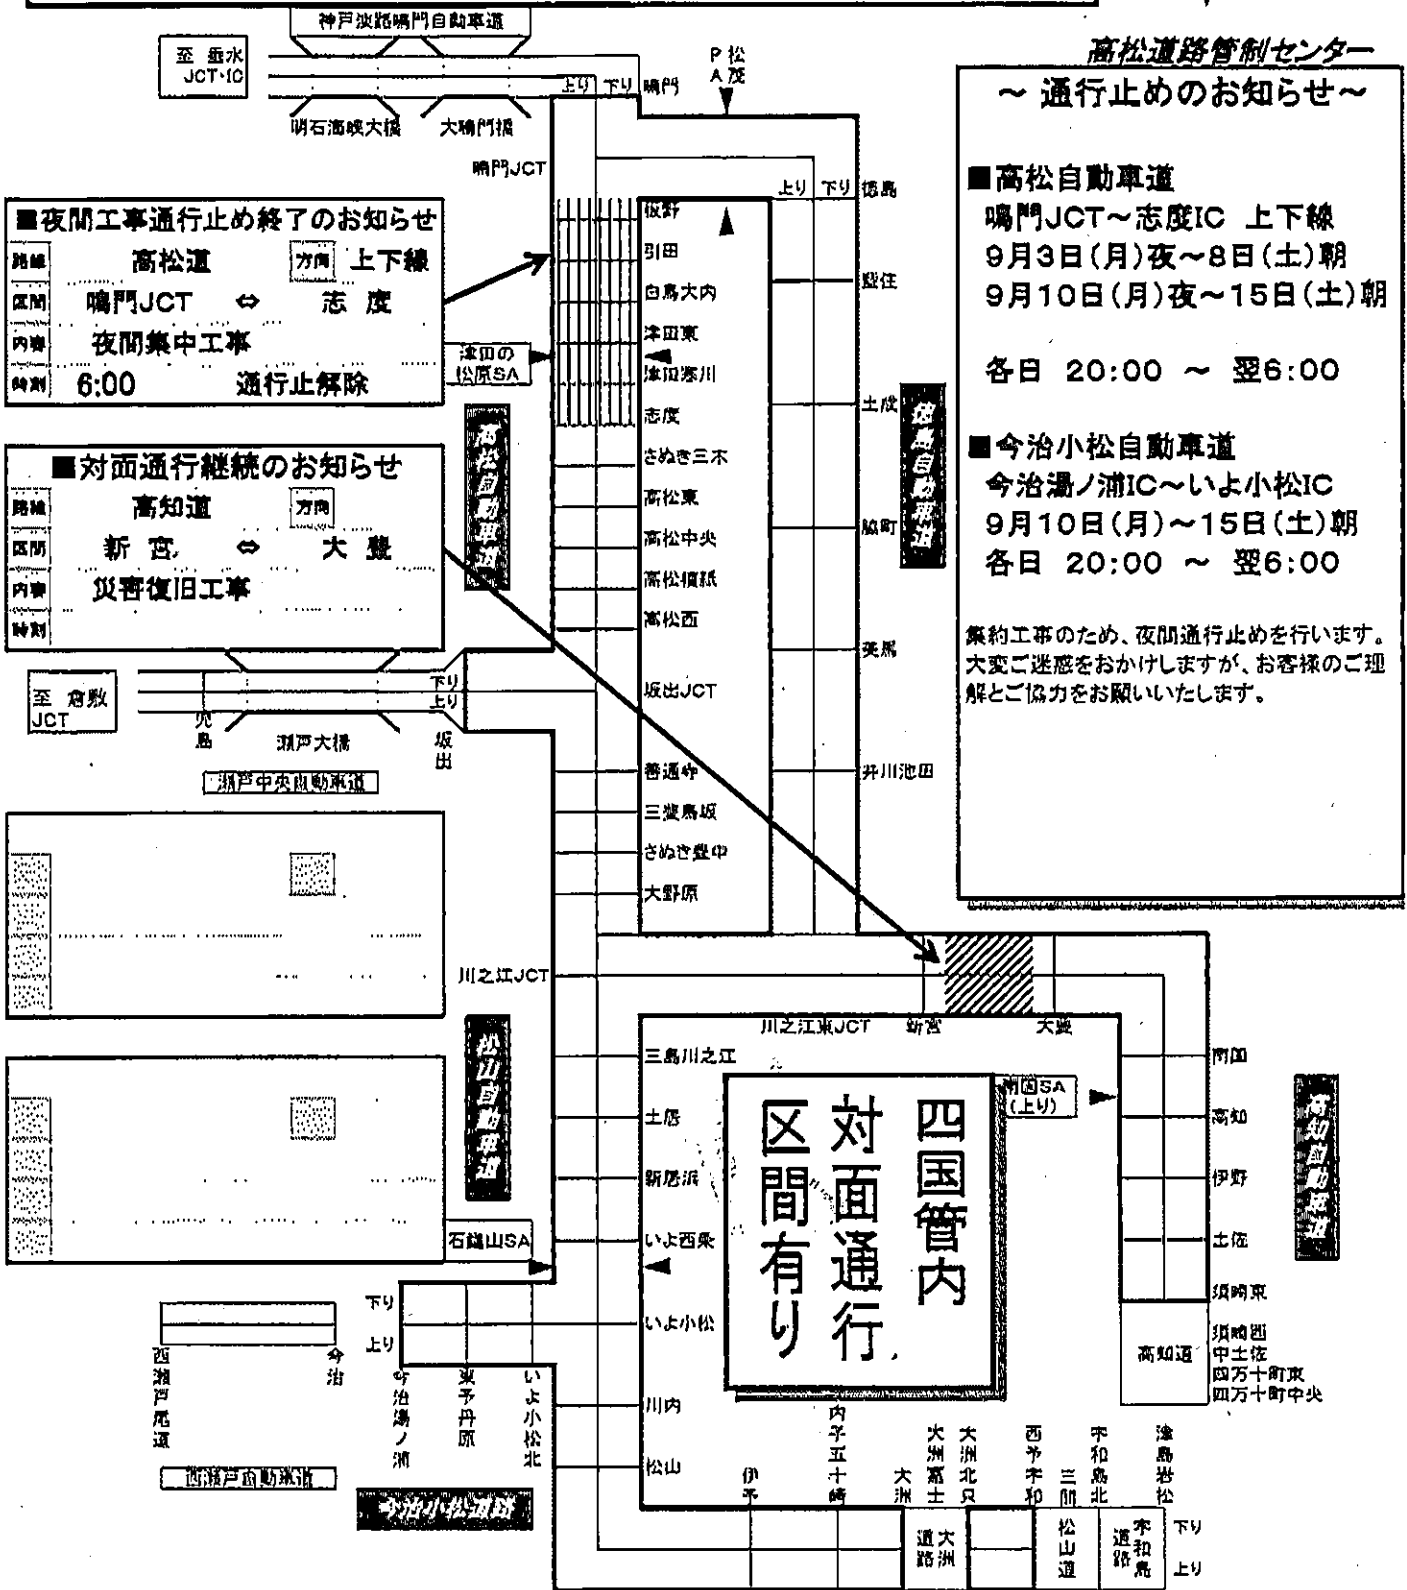 神戸淡路鳴門自動車道
至 垂水
JCT・IC
明石海峡大橋
大鳴門橋
上り
下り
鳴門
鳴門JCT
松茂
PA
高松道路管制センター
～ 通行止めのお知らせ～
■高松自動車道
鳴門JCT～志度IC 上下線
9月3日(月)夜～8日(土)朝
9月10日(月)夜～15日(土)朝
各日 20:00 ～ 翌6:00
■今治小松自動車道
今治湯ノ浦IC～いよ小松IC
9月10日(月)～15日(土)朝
各日 20:00 ～ 翌6:00
集約工事のため、夜間通行止めを行います。
大変ご迷惑をおかけしますが、お客様のご理
解とご協力をお願いいたします。
■夜間工事通行止め終了のお知らせ
路線 高松道 方向 上下線
区間 鳴門JCT ⇔ 志 度
内容 夜間集中工事
時刻 6:00 通行止解除
■対面通行継続のお知らせ
路線 高知道 方向
区間 新 宮 ⇔ 大 豊
内容 災害復旧工事
時刻
津田の
松原SA
高松自動車道
板野
引田
白鳥大内
津田東
津田寒川
志度
さぬき三木
高松東
高松中央
高松檀紙
高松西
坂出JCT
善通寺
三豊鳥坂
さぬき豊中
大野原
上り
下り
徳島
藍住
土成
脇町
美馬
井川池田
徳島自動車道
至 倉敷
JCT
児島
瀬戸大橋
坂出
下り
上り
瀬戸中央自動車道
川之江JCT
川之江東JCT
新宮
大豊
松山自動車道
三島川之江
土居
新居浜
いよ西条
いよ小松
川内
松山
石鎚山SA
四国管内
対面通行
区間有り
南国SA
(上り)
南国
高知
伊野
土佐
須崎東
高知自動車道
高知道
須崎西
中土佐
四万十町東
四万十町中央
下り
上り
西瀬戸尾道
今治
今治湯ノ浦
東予丹原
いよ小松北
西瀬戸自動車道
今治小松道路
伊予
内子五十崎
大洲
大洲冨士
大洲北只
西予宇和
三間
宇和島北
津島岩松
大洲
道路
松山道
宇和島
道路
下り
上り